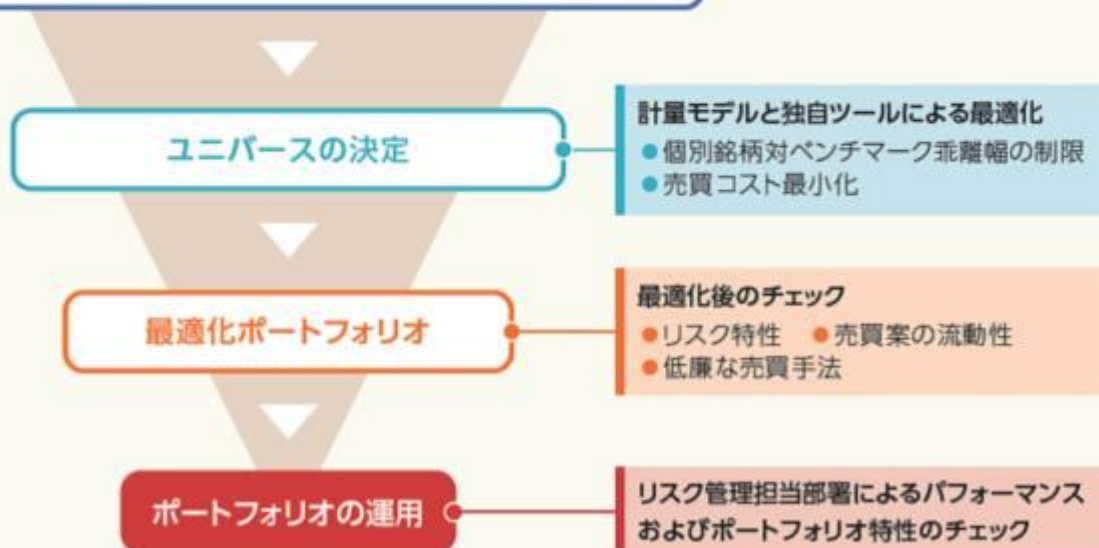 ユニバースの決定
計量モデルと独自ツールによる最適化
●個別銘柄対ベンチマーク乖離幅の制限
●売買コスト最小化
最適化ポートフォリオ
最適化後のチェック
●リスク特性 ●売買案の流動性
●低廉な売買手法
ポートフォリオの運用
リスク管理担当部署によるパフォーマンス
およびポートフォリオ特性のチェック